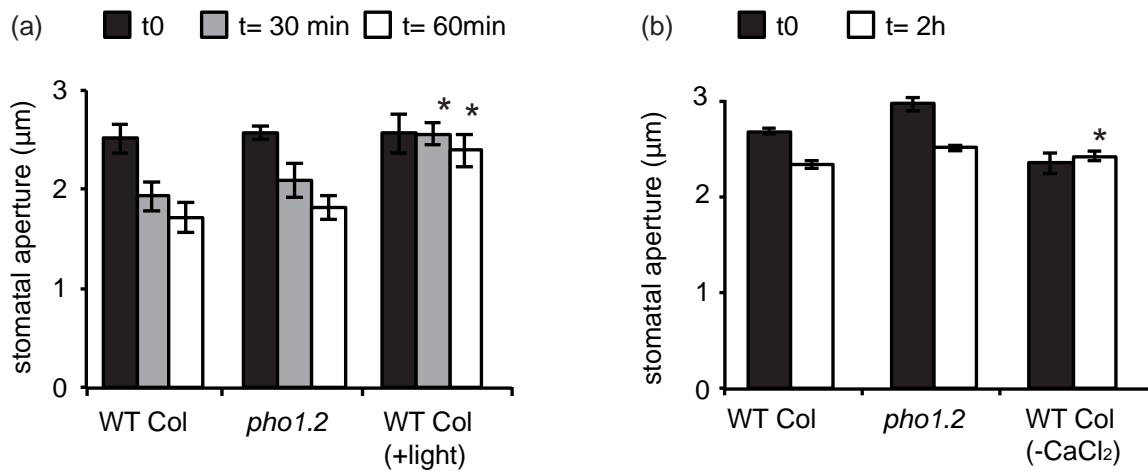 (a) t0 t= 30 min t= 60min
3
2
1
0
stomatal aperture (µm)
* *
WT Col pho1.2 WT Col
(+light)
(b) t0 t= 2h
3
2
1
0
stomatal aperture (µm)
*
WT Col pho1.2 WT Col
(-CaCl₂)